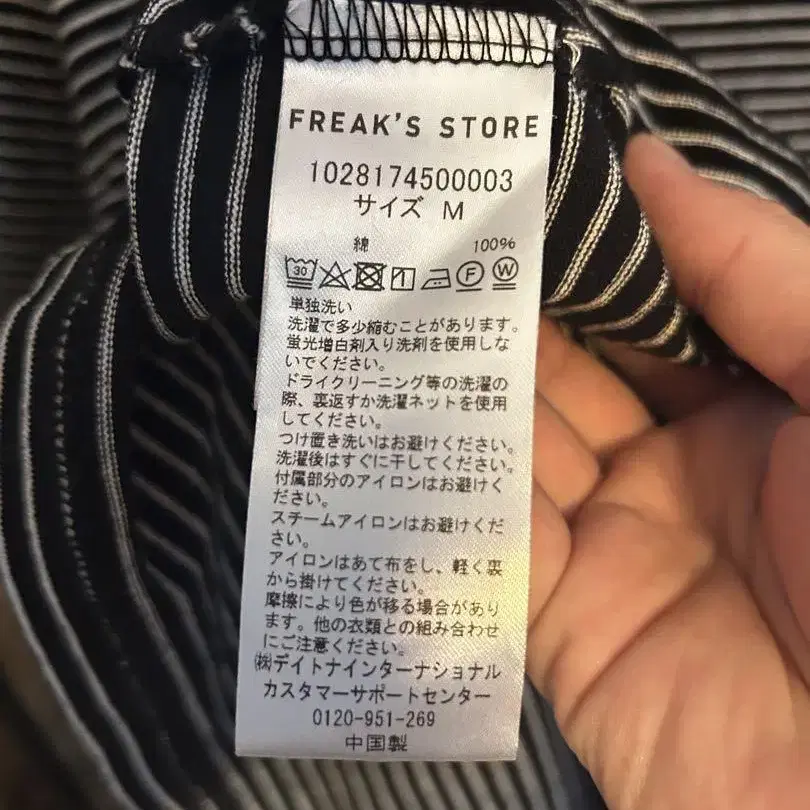 FREAK'S STORE
1028174500003
サイズ M
綿 100%
30 F W
単独洗い
洗濯で多少縮むことがあります。
蛍光増白剤入り洗剤を使用しな
いでください。
ドライクリーニング等の洗濯の
際、裏返すか洗濯ネットを使用
してください。
つけ置き洗いはお避けください。
洗濯後はすぐに干してください。
付属部分のアイロンはお避けく
ださい。
スチームアイロンはお避けくだ
さい。
アイロンはあて布をし、軽く裏
から掛けてください。
摩擦により色が移る場合があり
ます。他の衣類との組み合わせ
にご注意ください。
㈱デイトナインターナショナル
カスタマーサポートセンター
0120-951-269
中国製